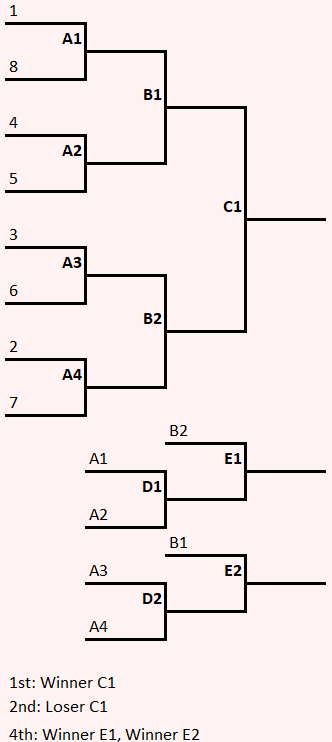 1
A1
8
B1
4
A2
5
C1
3
A3
6
B2
2
A4
7
B2
A1
E1
D1
A2
B1
A3
E2
D2
A4
1st: Winner C1
2nd: Loser C1
4th: Winner E1, Winner E2